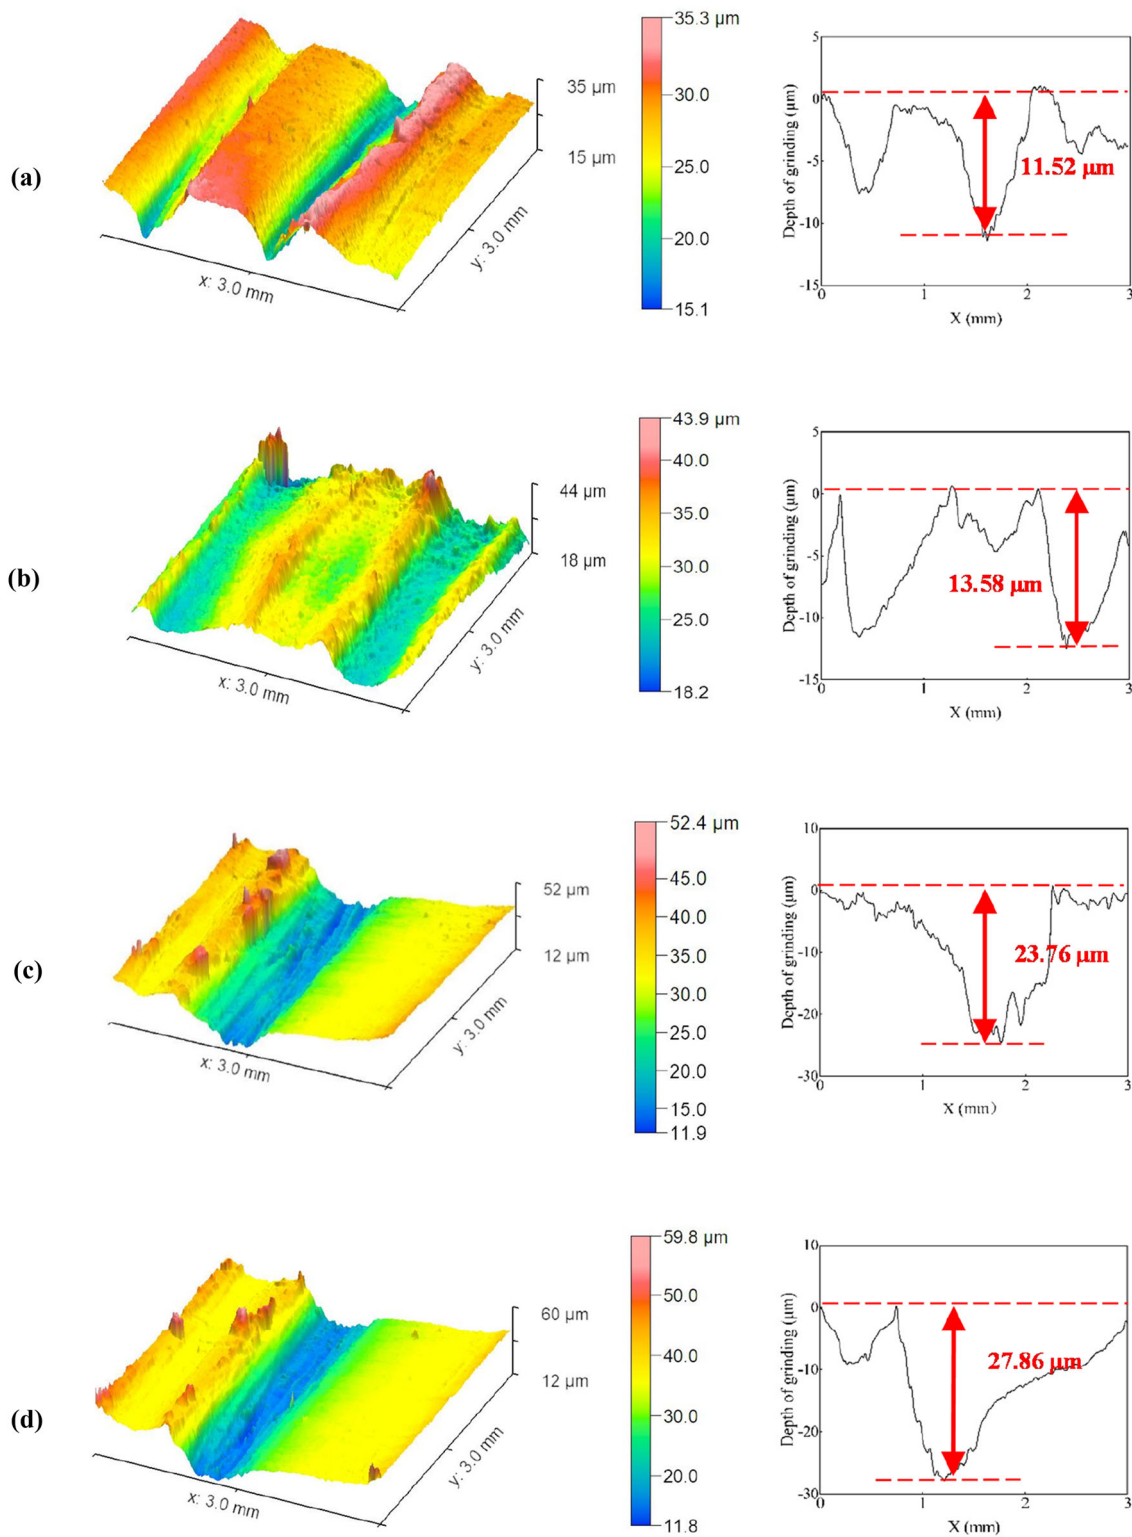 (a)
35 µm
15 µm
x: 3.0 mm
y: 3.0 mm
35.3 µm
30.0
25.0
20.0
15.1
Depth of grinding (µm)
5
0
-5
-10
-15
11.52 µm
0 1 2 3
X (mm)
(b)
44 µm
18 µm
x: 3.0 mm
y: 3.0 mm
43.9 µm
40.0
35.0
30.0
25.0
18.2
Depth of grinding (µm)
5
0
-5
-10
-15
13.58 µm
0 1 2 3
X (mm)
(c)
52 µm
12 µm
x: 3.0 mm
y: 3.0 mm
52.4 µm
45.0
40.0
35.0
30.0
25.0
20.0
15.0
11.9
Depth of grinding (µm)
10
0
-10
-20
-30
23.76 µm
0 1 2 3
X (mm)
(d)
60 µm
12 µm
x: 3.0 mm
y: 3.0 mm
59.8 µm
50.0
40.0
30.0
20.0
11.8
Depth of grinding (µm)
10
0
-10
-20
-30
27.86 µm
0 1 2 3
X (mm)